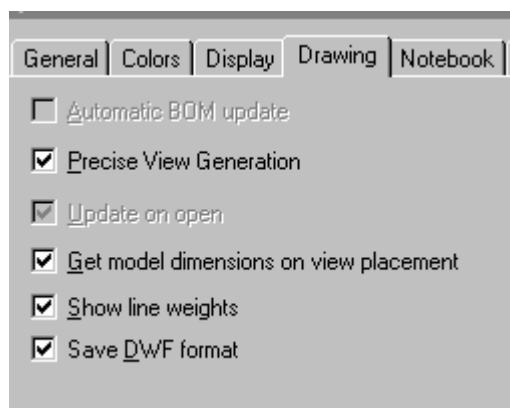 General Colors Display Drawing Notebook
Automatic BOM update
Precise View Generation
Update on open
Get model dimensions on view placement
Show line weights
Save DWF format